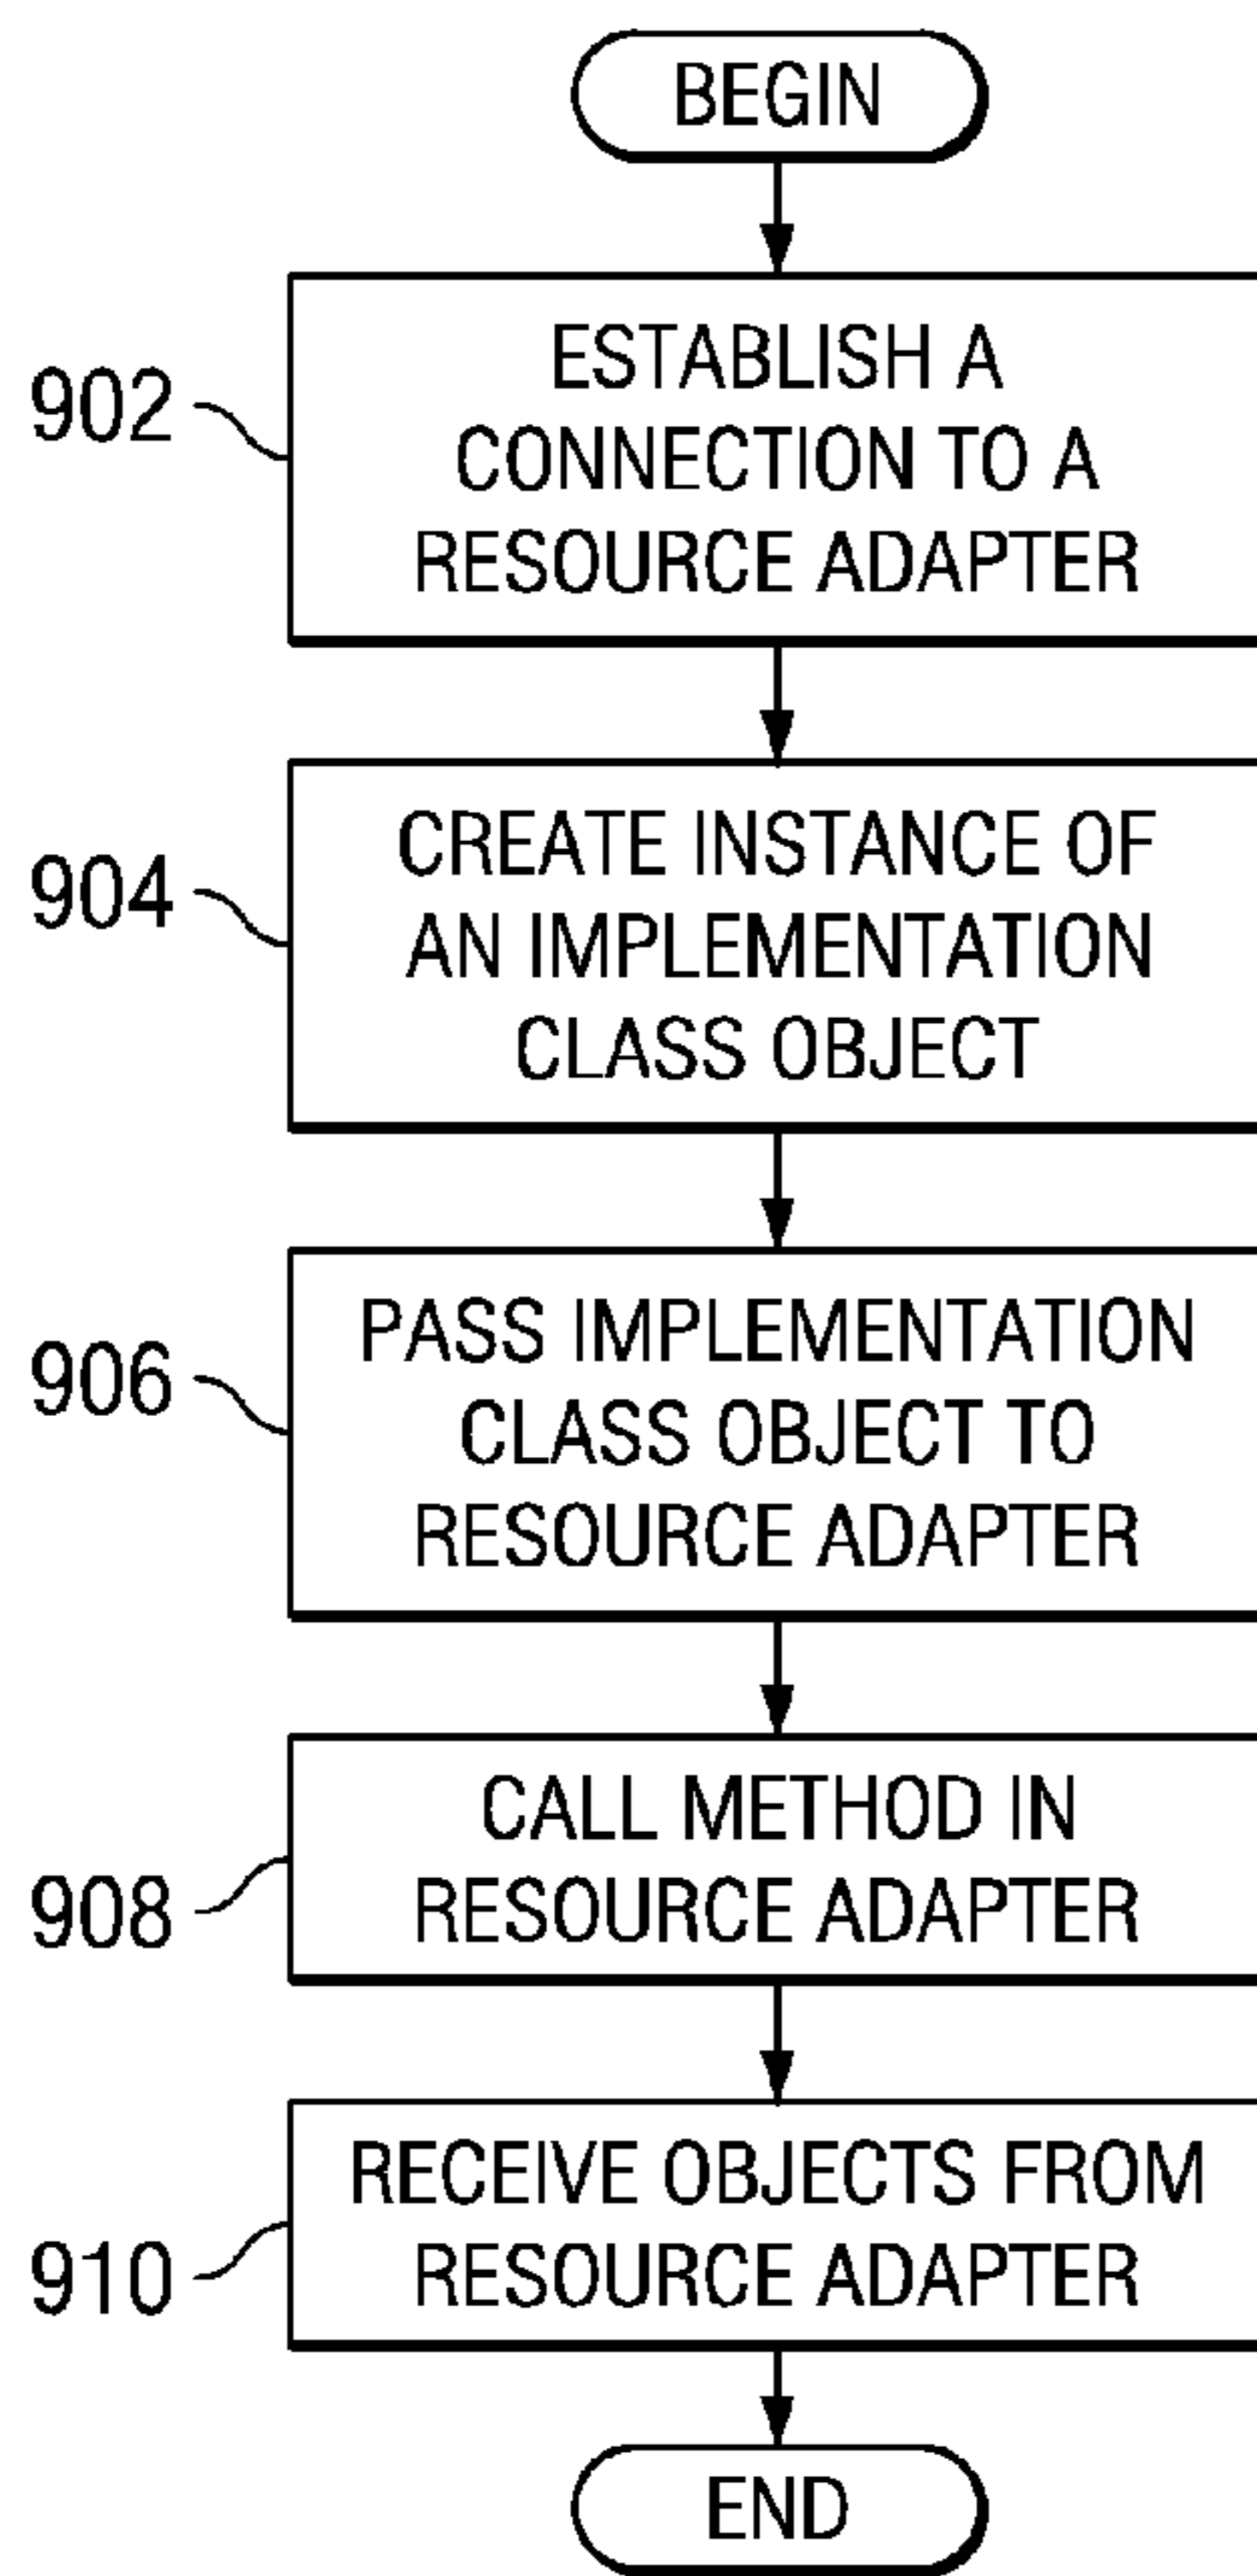 BEGIN
902
ESTABLISH A
CONNECTION TO A
RESOURCE ADAPTER
904
CREATE INSTANCE OF
AN IMPLEMENTATION
CLASS OBJECT
906
PASS IMPLEMENTATION
CLASS OBJECT TO
RESOURCE ADAPTER
908
CALL METHOD IN
RESOURCE ADAPTER
910
RECEIVE OBJECTS FROM
RESOURCE ADAPTER
END